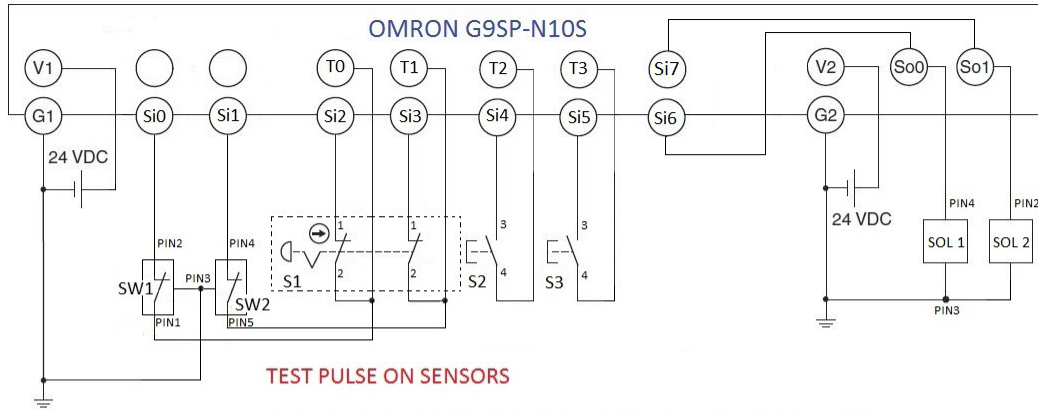 OMRON G9SP-N10S
V1 T0 T1 T2 T3 Si7 V2 So0 So1
G1 Si0 Si1 Si2 Si3 Si4 Si5 Si6 G2
24 VDC
24 VDC
PIN4 PIN2
SOL 1 SOL 2
PIN3
PIN2 PIN4
1 1 3 3
SW1 PIN3 SW2
S1 2 2 S2 4 S3 4
PIN1 PIN5
TEST PULSE ON SENSORS